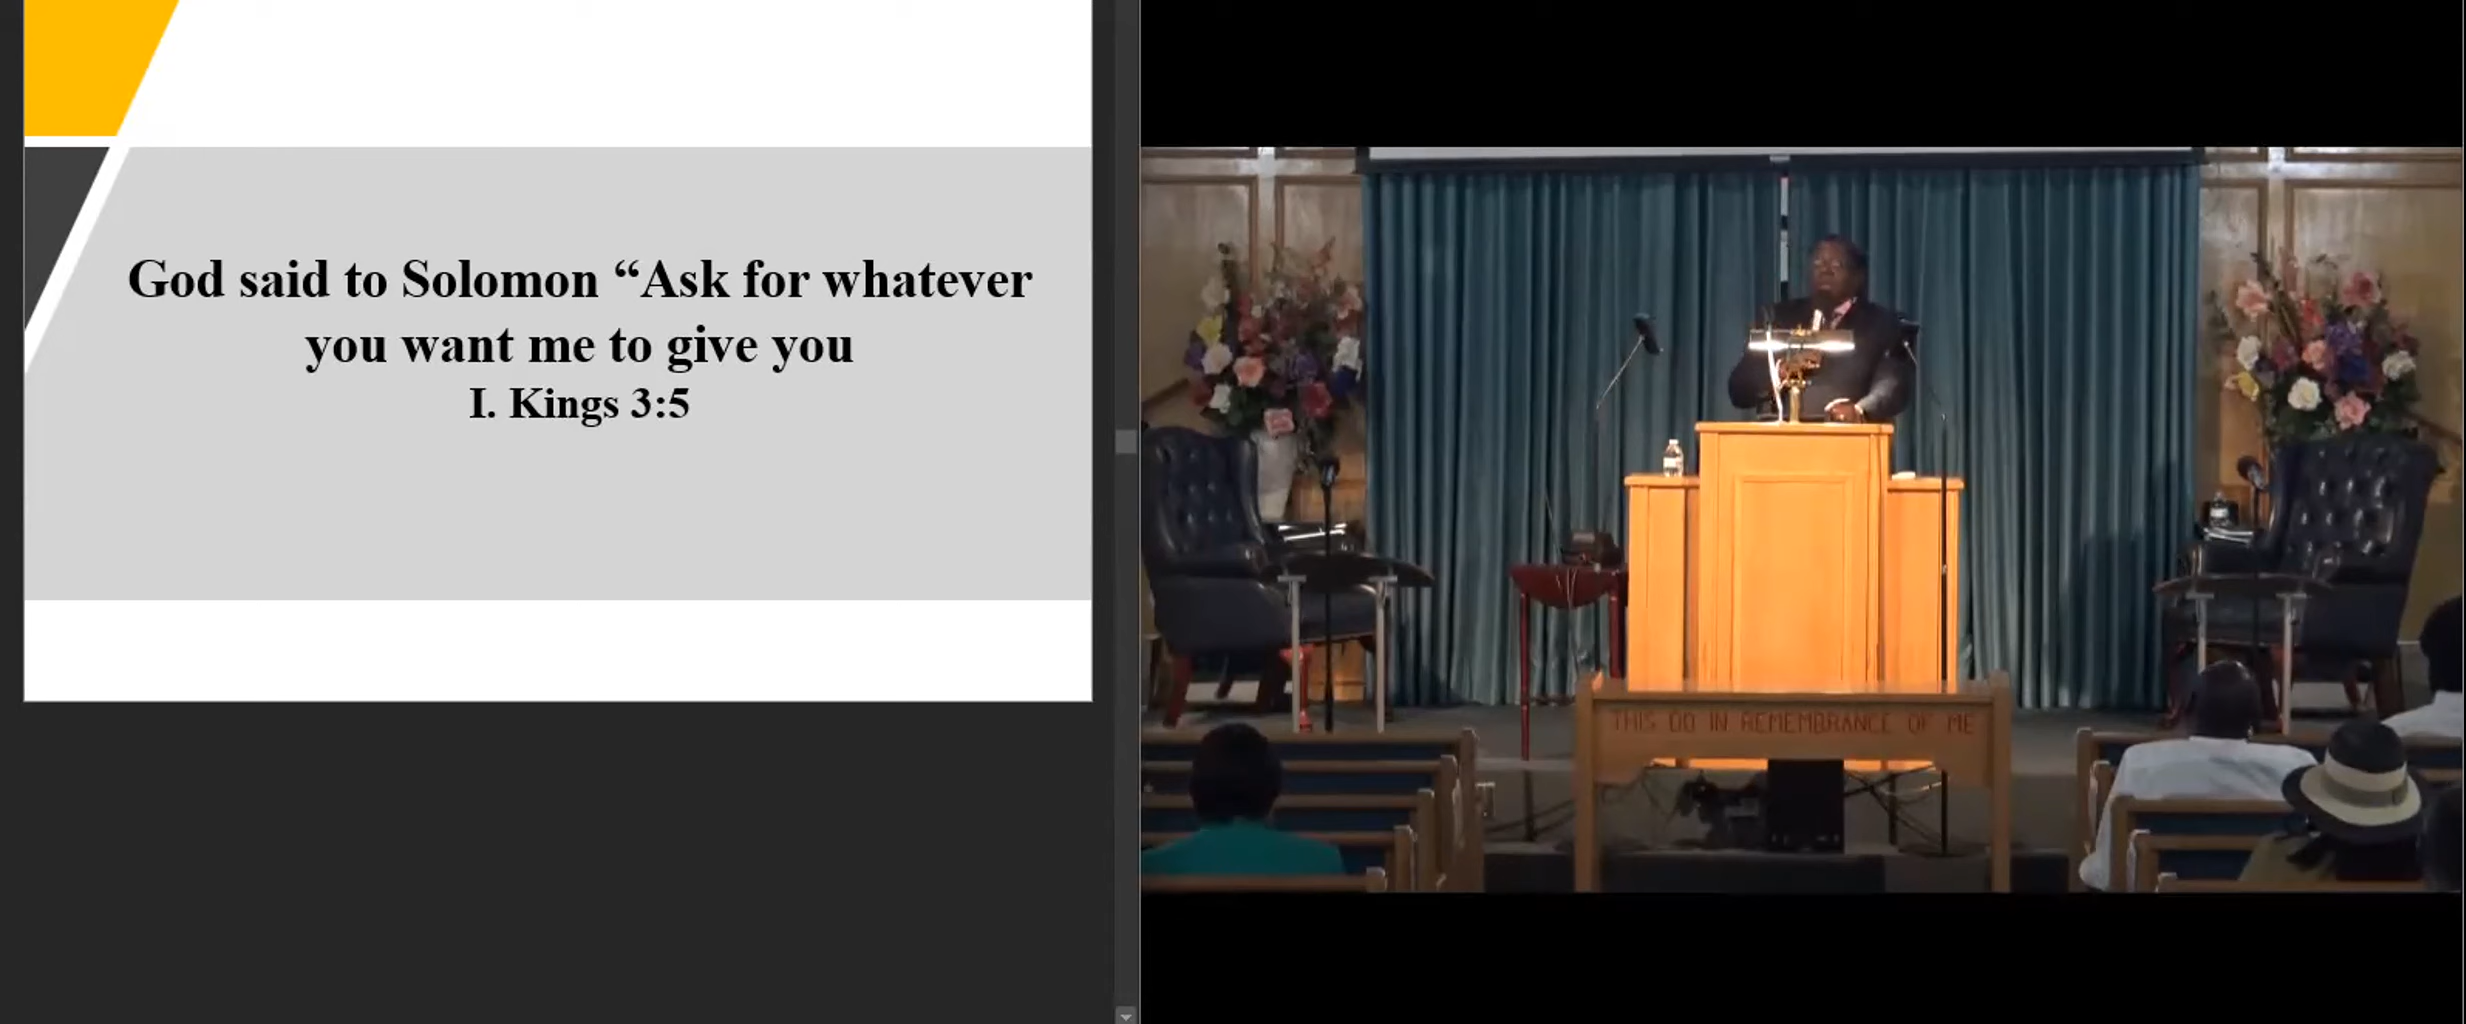 God said to Solomon “Ask for whatever
you want me to give you
I. Kings 3:5
THIS DO IN REMEMBRANCE OF ME